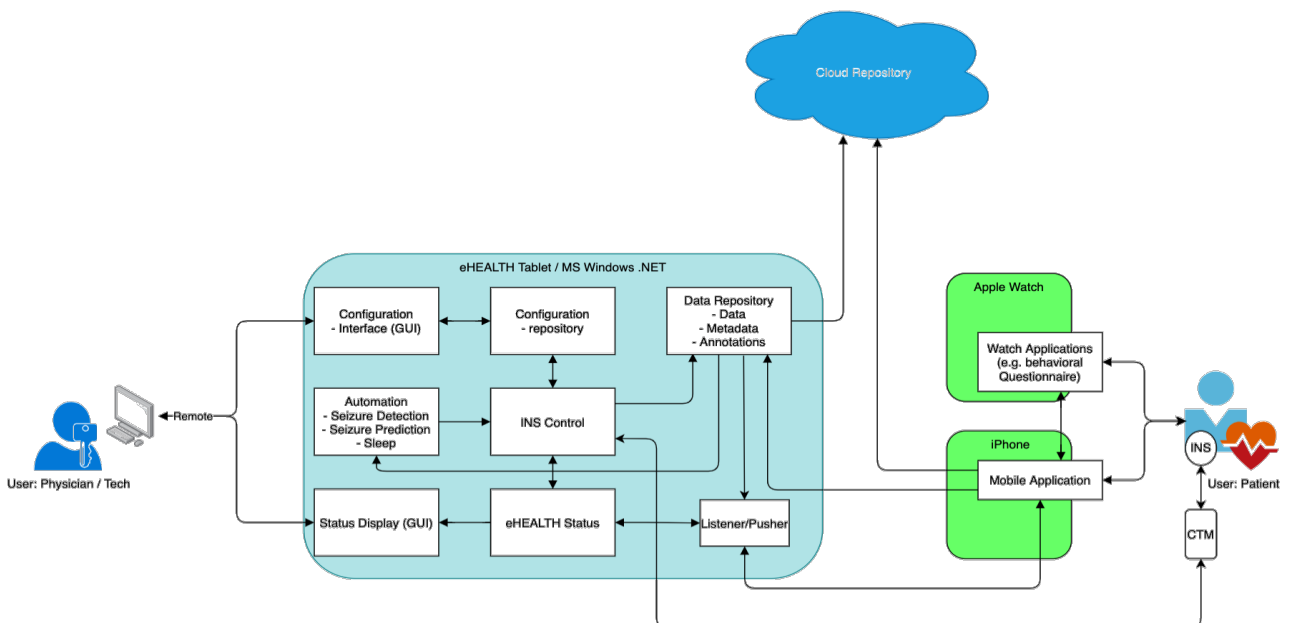 Cloud Repository
eHEALTH Tablet / MS Windows .NET
Configuration
- Interface (GUI)
Configuration
- repository
Data Repository
- Data
- Metadata
- Annotations
Automation
- Seizure Detection
- Seizure Prediction
- Sleep
INS Control
Status Display (GUI)
eHEALTH Status
Listener/Pusher
Remote
User: Physician / Tech
Apple Watch
Watch Applications
(e.g. behavioral
Questionnaire)
iPhone
Mobile Application
INS
User: Patient
CTM